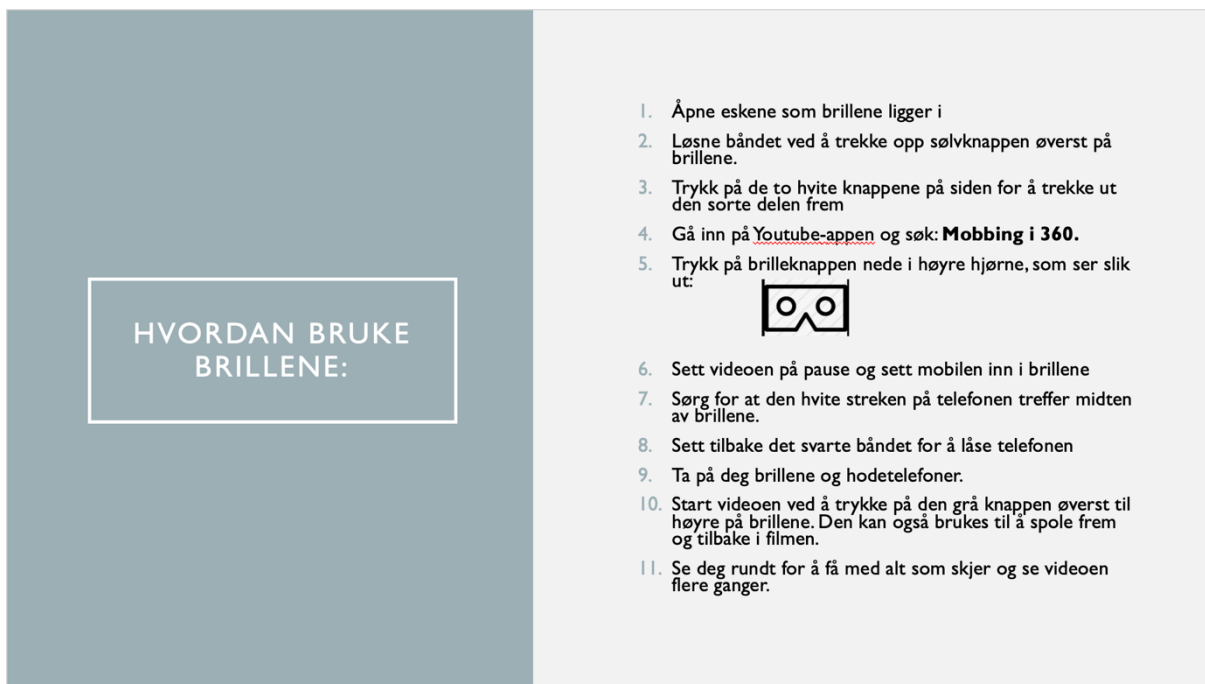 HVORDAN BRUKE
BRILLENE:
1. Åpne eskene som brillene ligger i
2. Løsne båndet ved å trekke opp sølvknappen øverst på
brillene.
3. Trykk på de to hvite knappene på siden for å trekke ut
den sorte delen frem
4. Gå inn på Youtube-appen og søk: Mobbing i 360.
5. Trykk på brilleknappen nede i høyre hjørne, som ser slik
ut:
6. Sett videoen på pause og sett mobilen inn i brillene
7. Sørg for at den hvite streken på telefonen treffer midten
av brillene.
8. Sett tilbake det svarte båndet for å låse telefonen
9. Ta på deg brillene og hodetelefoner.
10. Start videoen ved å trykke på den grå knappen øverst til
høyre på brillene. Den kan også brukes til å spole frem
og tilbake i filmen.
11. Se deg rundt for å få med alt som skjer og se videoen
flere ganger.